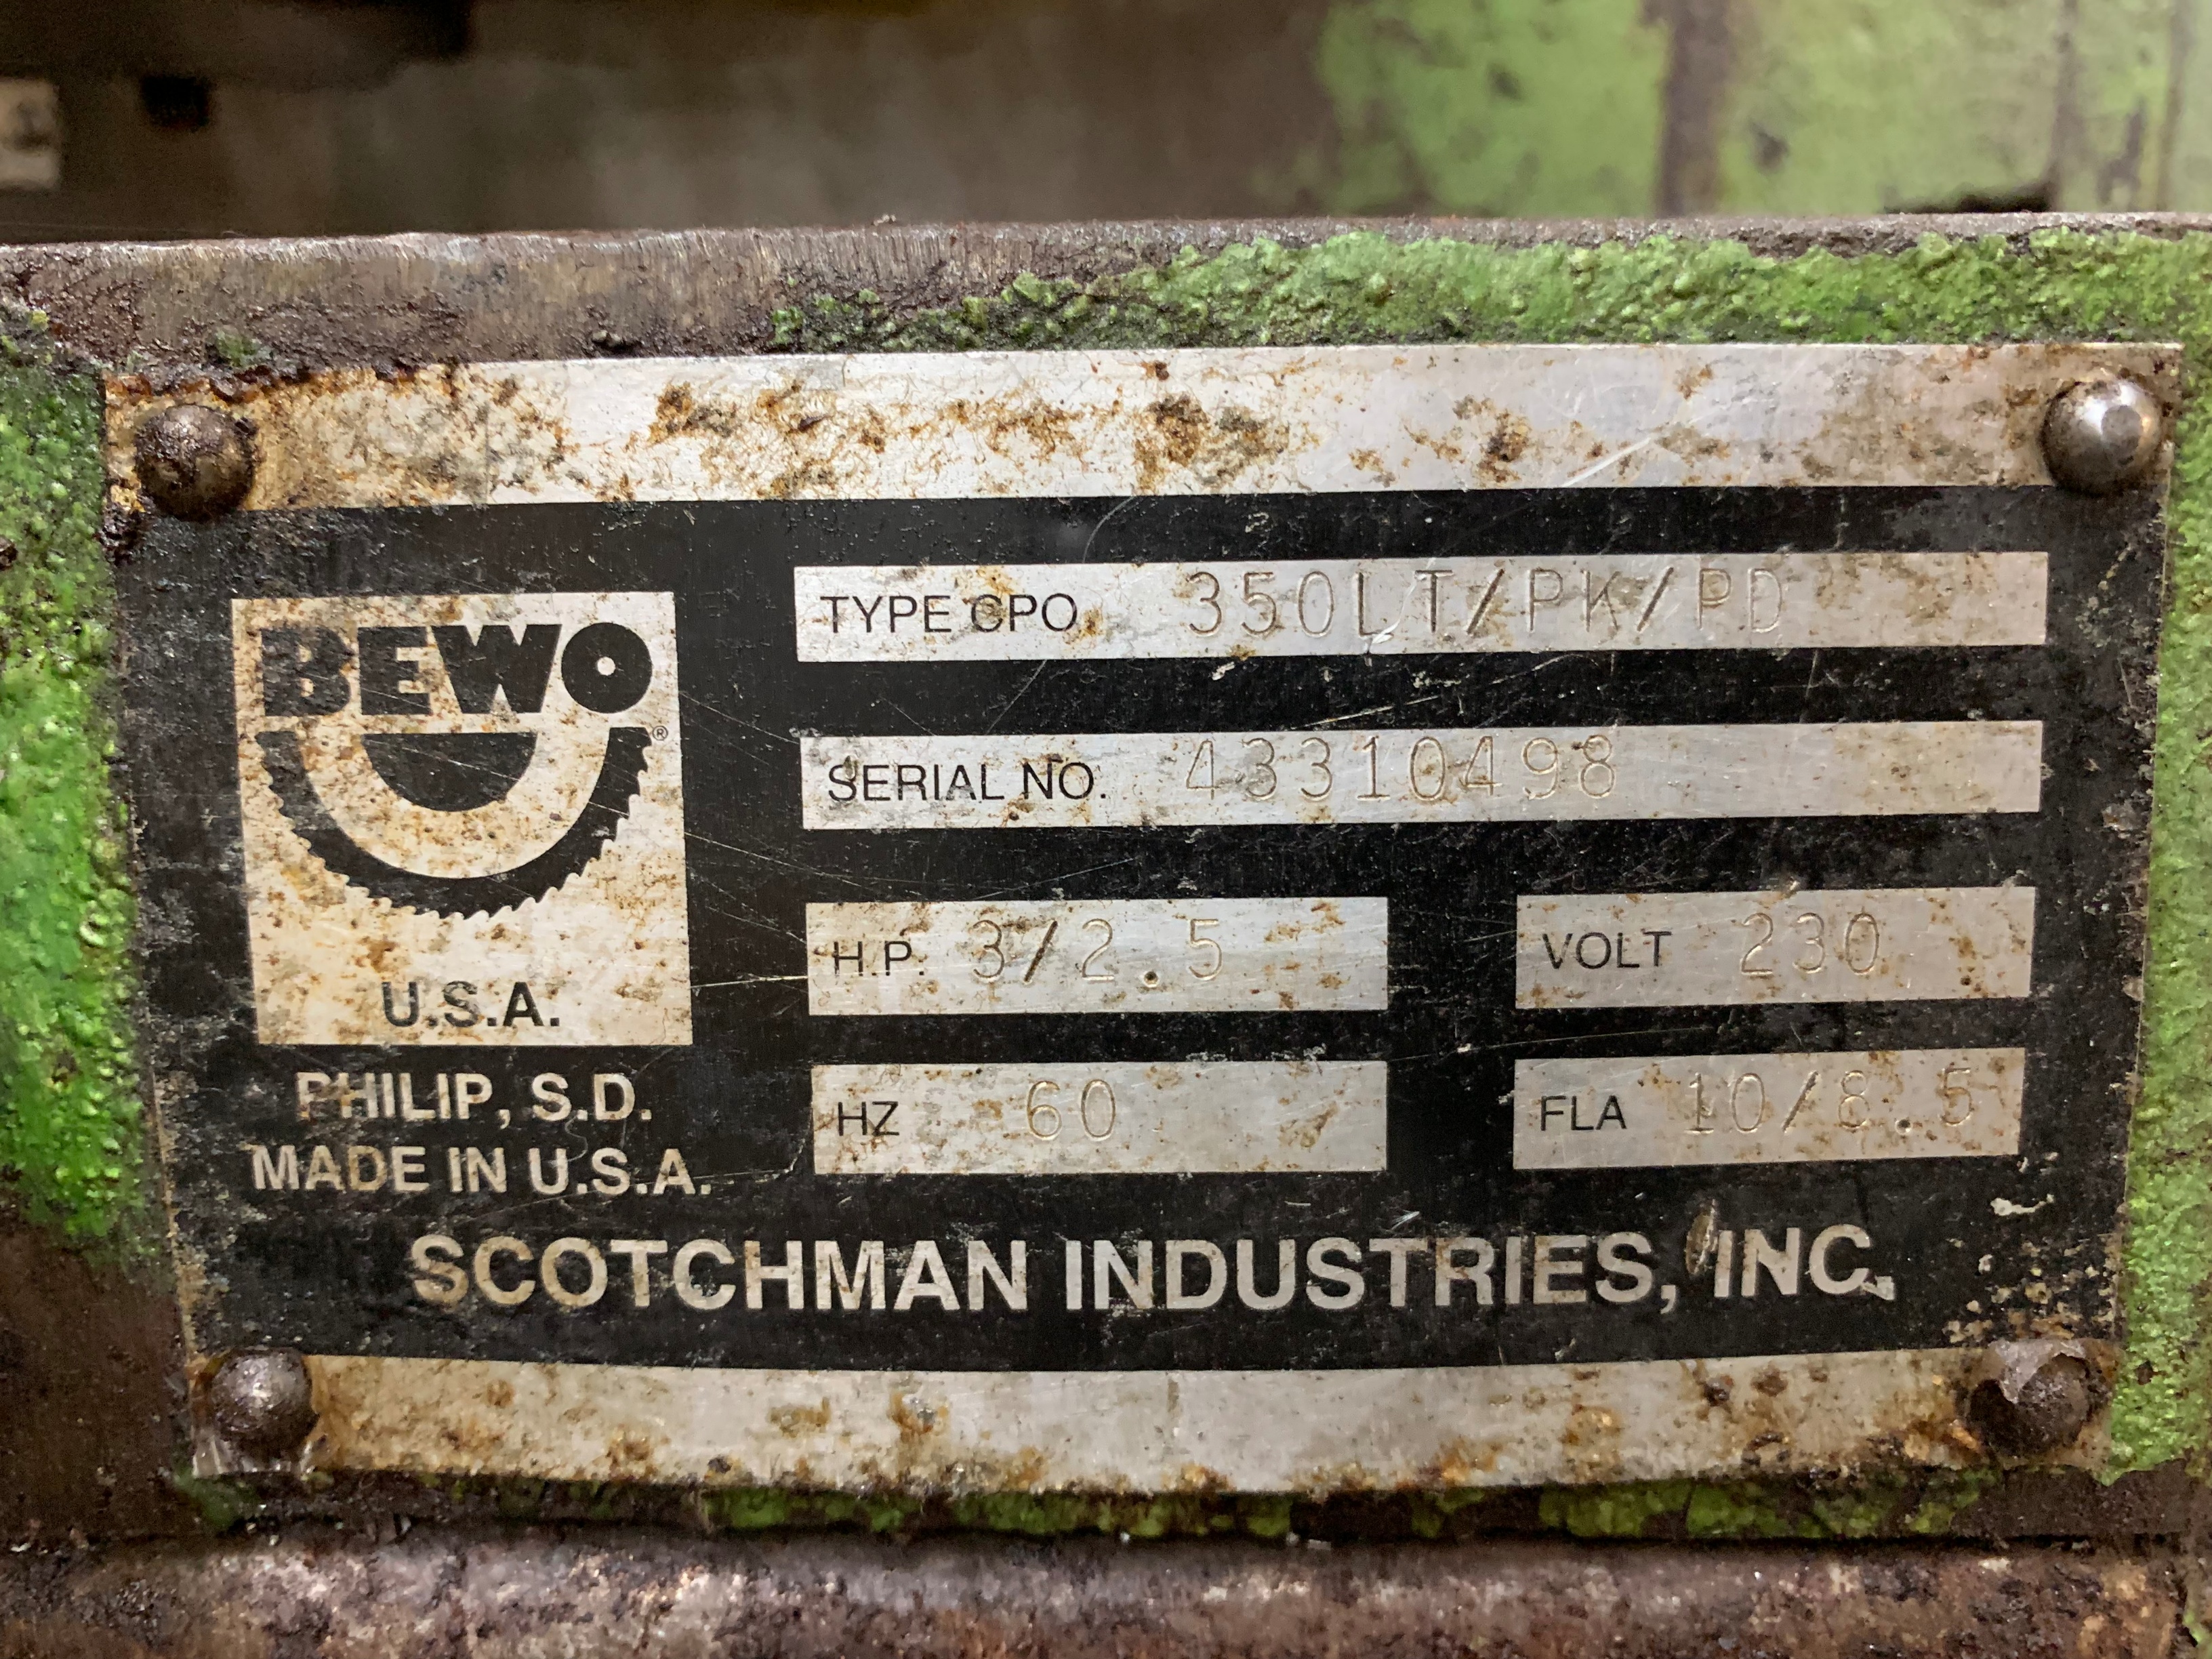 BEWO
®
U.S.A.
PHILIP, S.D.
MADE IN U.S.A.
TYPE CPO 350LT/PK/PD
SERIAL NO. 43310498
H.P. 3/2.5
VOLT 230
HZ 60
FLA 10/8.5
SCOTCHMAN INDUSTRIES, INC.